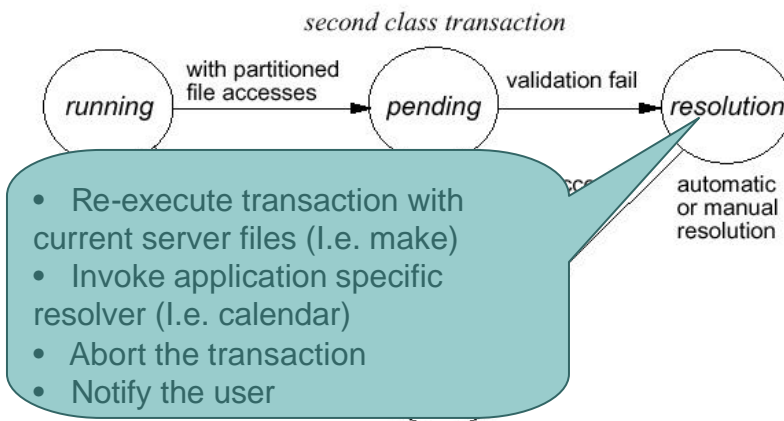 second class transaction
with partitioned
file accesses
validation fail
running
pending
resolution
automatic
or manual
resolution
• Re-execute transaction with
current server files (I.e. make)
• Invoke application specific
resolver (I.e. calendar)
• Abort the transaction
• Notify the user